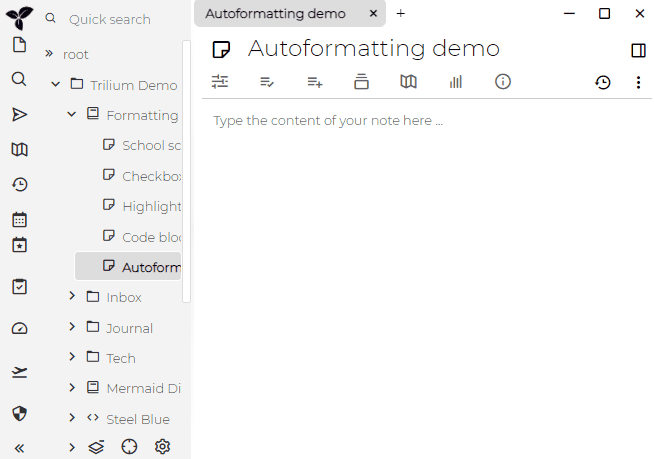 Quick search
root
Trilium Demo
Formatting
School sc
Checkbox
Highlight
Code bloc
Autoform
Inbox
Journal
Tech
Mermaid Di
Steel Blue
Autoformatting demo
Autoformatting demo
Type the content of your note here ...